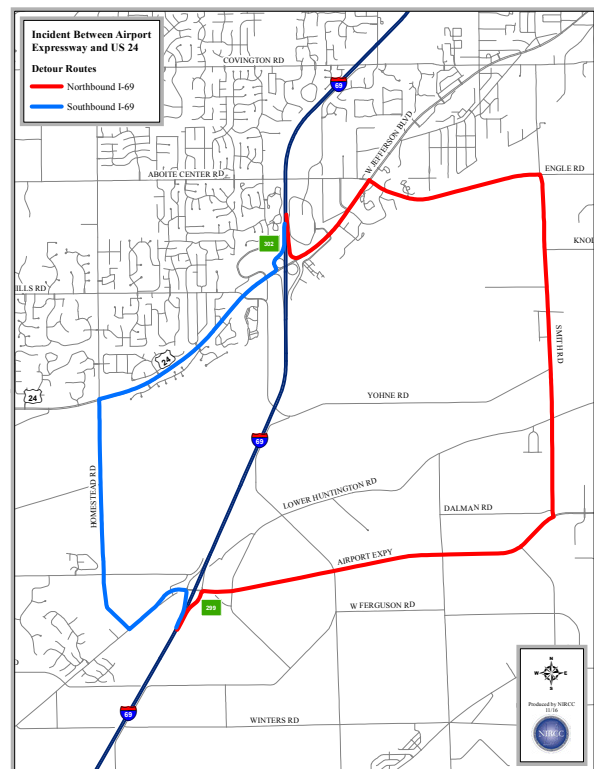 Incident Between Airport
Expressway and US 24
Detour Routes
Northbound I-69
Southbound I-69
COVINGTON RD
69
W JEFFERSON BLVD
ABOITE CENTER RD
ENGLE RD
302
KNOL
ILLS RD
SMITH RD
24
24
YOHNE RD
69
HOMESTEAD RD
LOWER HUNTINGTON RD
DALMAN RD
AIRPORT EXPY
299
W FERGUSON RD
N
W E
S
Produced by NIRCC
11/16
NIRCC
69
WINTERS RD